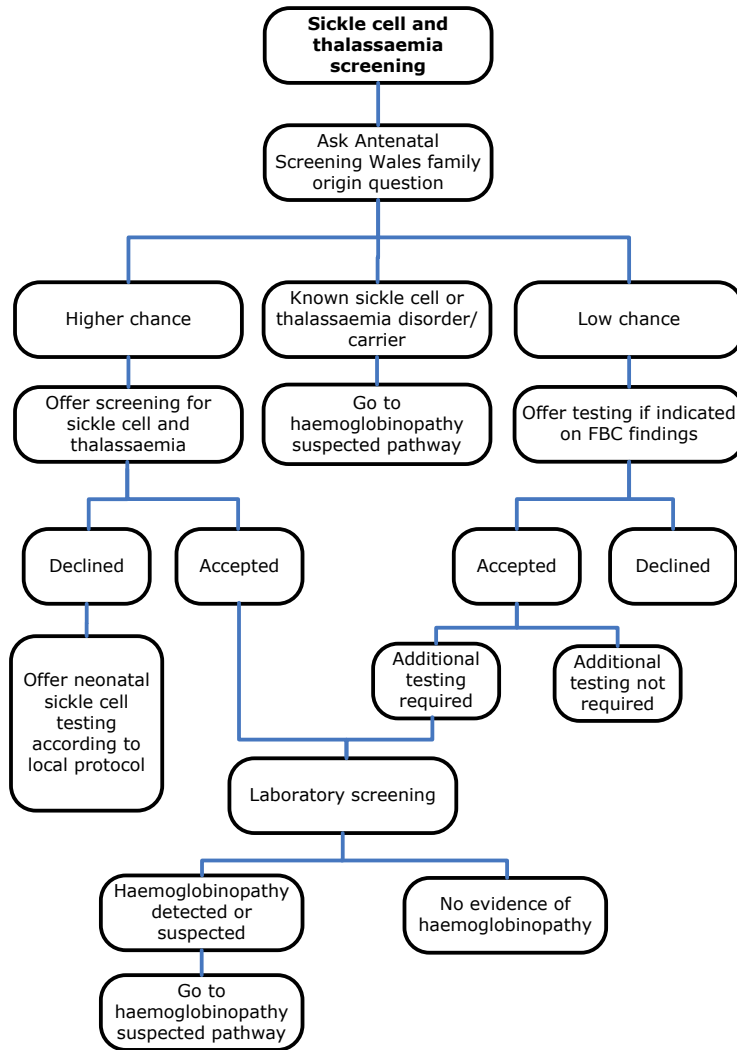 Sickle cell and
thalassaemia
screening
Ask Antenatal
Screening Wales family
origin question
Higher chance
Known sickle cell or
thalassaemia disorder/
carrier
Low chance
Offer screening for
sickle cell and
thalassaemia
Go to
haemoglobinopathy
suspected pathway
Offer testing if indicated
on FBC findings
Declined
Accepted
Accepted
Declined
Offer neonatal
sickle cell
testing
according to
local protocol
Additional
testing
required
Additional
testing not
required
Laboratory screening
Haemoglobinopathy
detected or
suspected
No evidence of
haemoglobinopathy
Go to
haemoglobinopathy
suspected pathway